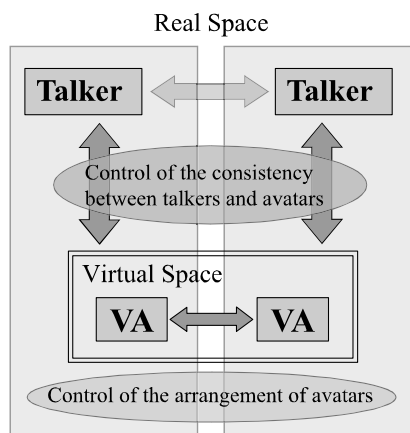 Real Space
Talker
Talker
Control of the consistency
between talkers and avatars
Virtual Space
VA
VA
Control of the arrangement of avatars